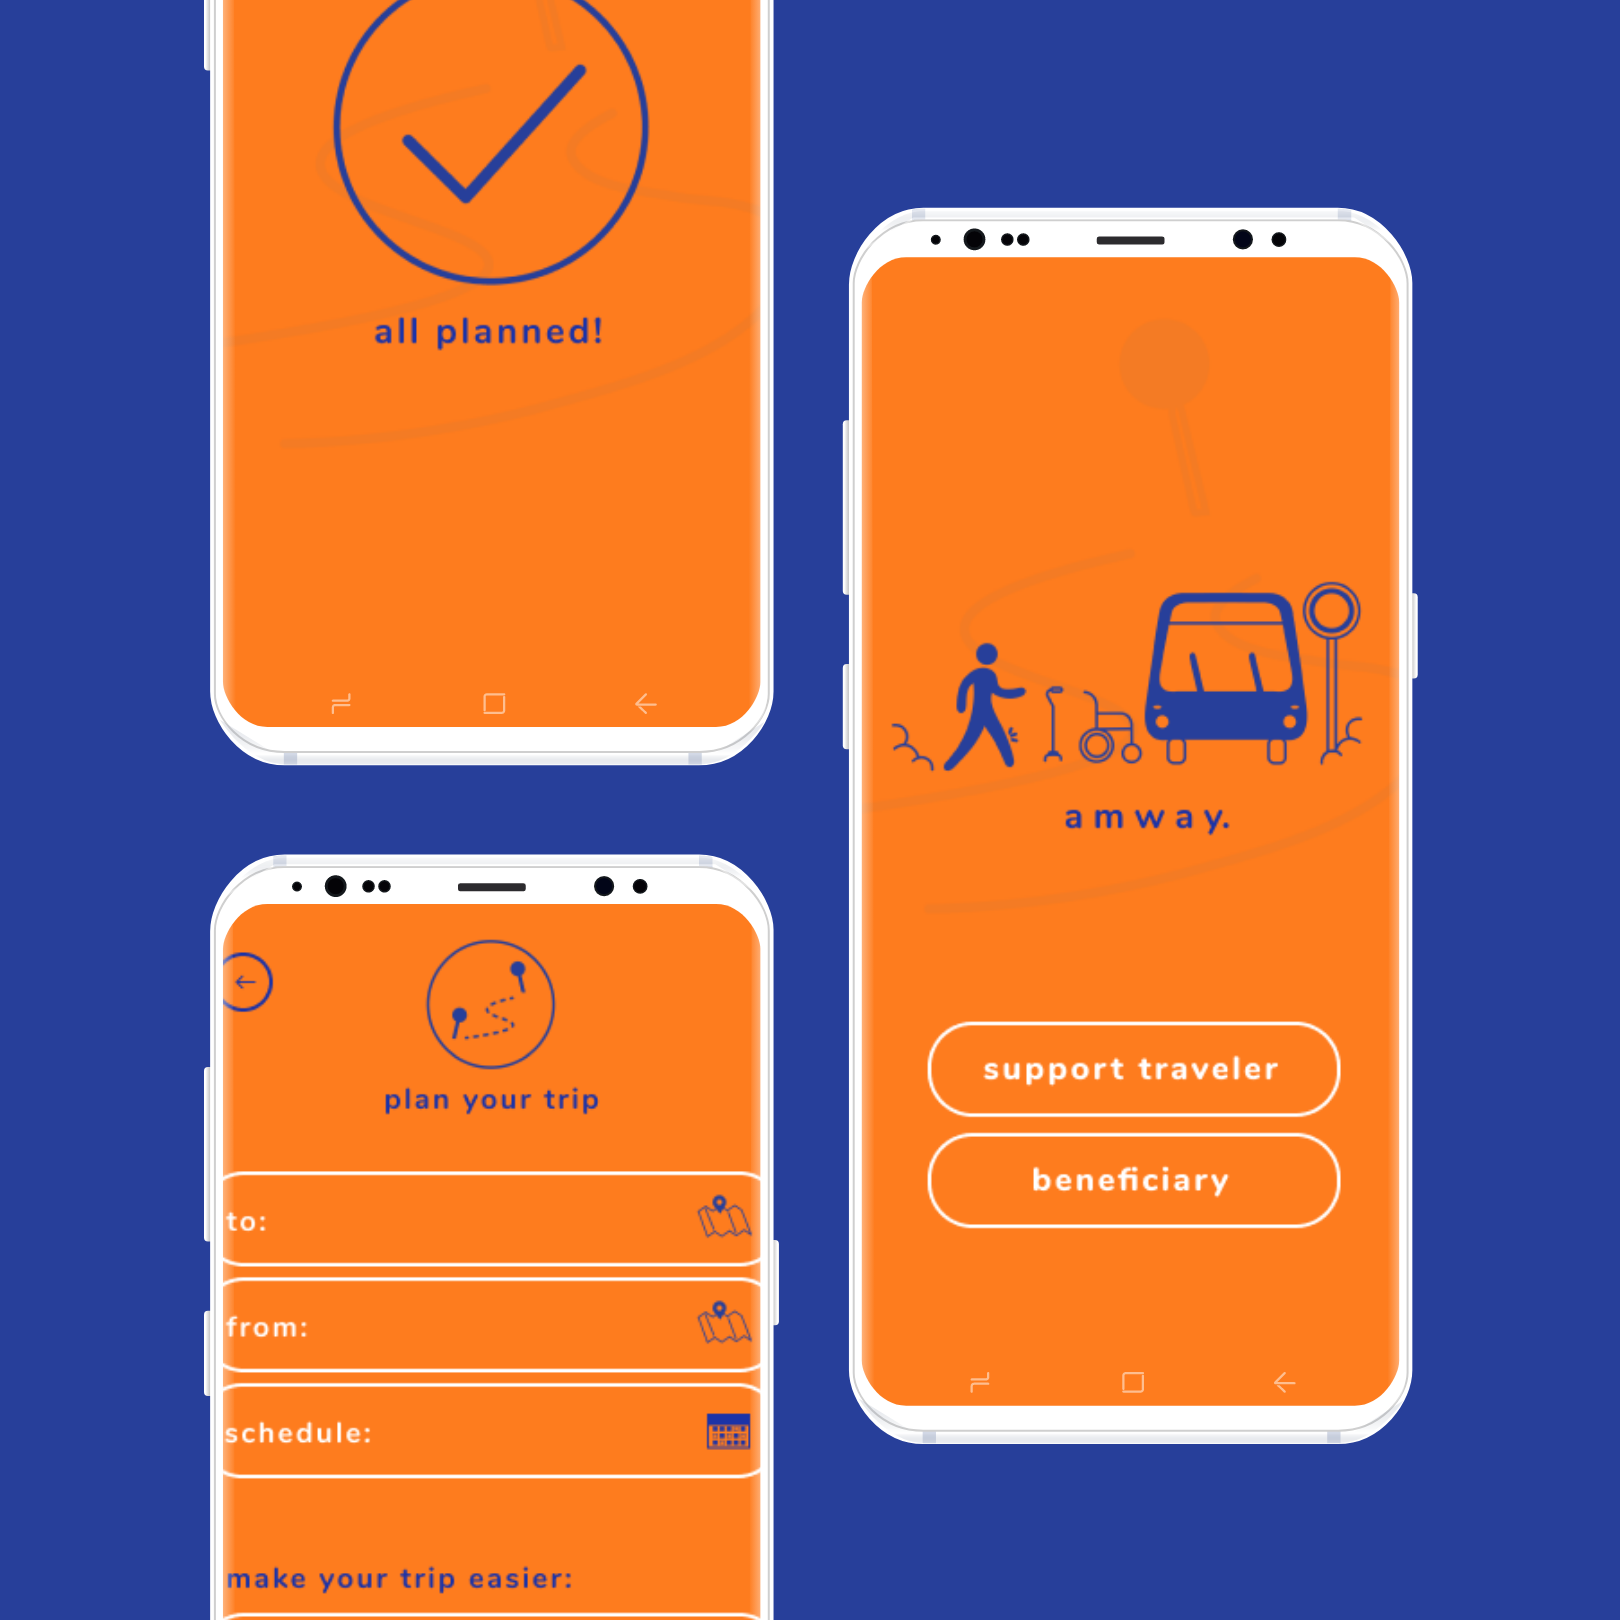 all planned!
plan your trip
to:
from:
schedule:
make your trip easier:
amway.
support traveler
beneficiary